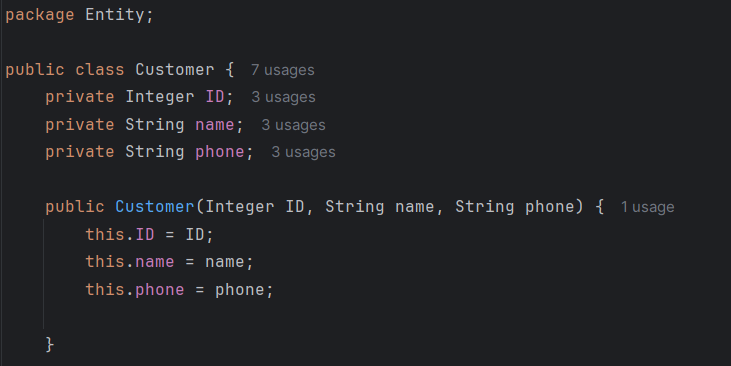 package Entity;
public class Customer { 7 usages
private Integer ID; 3 usages
private String name; 3 usages
private String phone; 3 usages
public Customer(Integer ID, String name, String phone) { 1 usage
this.ID = ID;
this.name = name;
this.phone = phone;
}